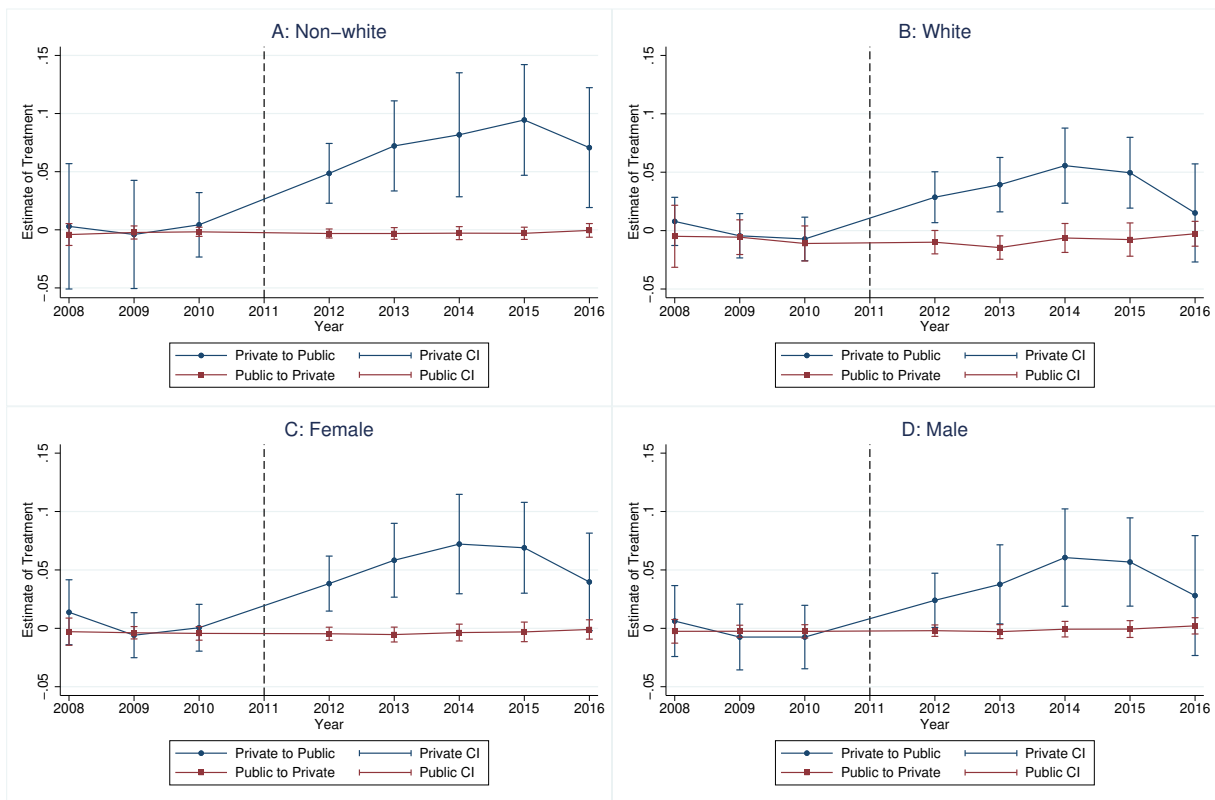 A: Non−white
Estimate of Treatment
.15
.1
.05
0
−.05
2008 2009 2010 2011 2012 2013 2014 2015 2016
Year
Private to Public Private CI
Public to Private Public CI
B: White
Estimate of Treatment
.15
.1
.05
0
−.05
2008 2009 2010 2011 2012 2013 2014 2015 2016
Year
Private to Public Private CI
Public to Private Public CI
C: Female
Estimate of Treatment
.15
.1
.05
0
−.05
2008 2009 2010 2011 2012 2013 2014 2015 2016
Year
Private to Public Private CI
Public to Private Public CI
D: Male
Estimate of Treatment
.15
.1
.05
0
−.05
2008 2009 2010 2011 2012 2013 2014 2015 2016
Year
Private to Public Private CI
Public to Private Public CI